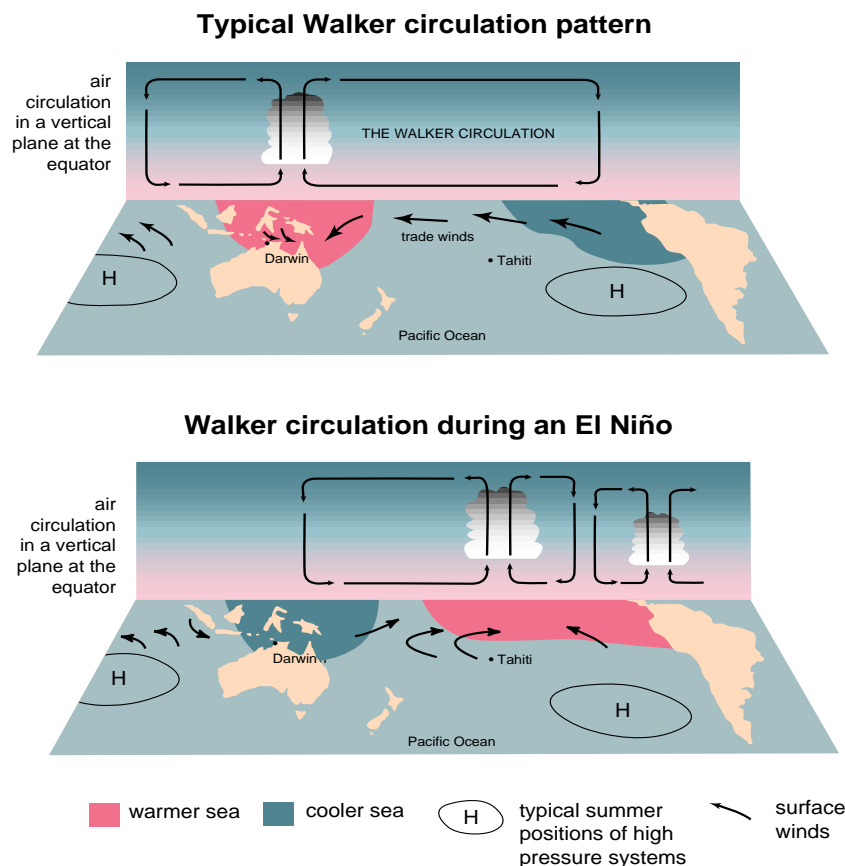 Typical Walker circulation pattern
air
circulation
in a vertical
plane at the
equator
THE WALKER CIRCULATION
trade winds
Darwin
Tahiti
H
H
Pacific Ocean
Walker circulation during an El Niño
air
circulation
in a vertical
plane at the
equator
Darwin
Tahiti
H
H
Pacific Ocean
warmer sea
cooler sea
H
typical summer
positions of high
pressure systems
surface
winds